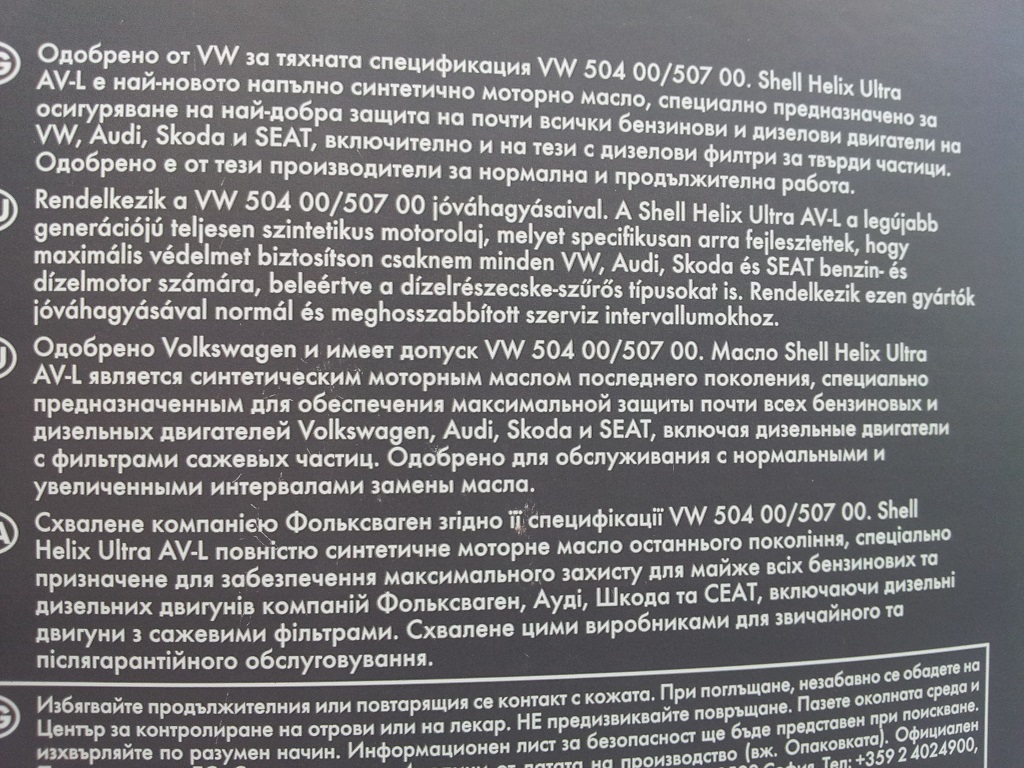 G Одобрено от VW за тяхната спецификация VW 504 00/507 00. Shell Helix Ultra
AV-L е най-новото напълно синтетично моторно масло, специално предназначено за
осигуряване на най-добра защита на почти всички бензинови и дизелови двигатели на
VW, Audi, Skoda и SEAT, включително и на тези с дизелови филтри за твърди частици.
Одобрено е от тези производители за нормална и продължителна работа.
U Rendelkezik a VW 504 00/507 00 jóváhagyásaival. A Shell Helix Ultra AV-L a legújabb
generációjú teljesen szintetikus motorolaj, melyet specifikusan arra fejlesztettek, hogy
maximális védelmet biztosítson csaknem minden VW, Audi, Skoda és SEAT benzin- és
dízelmotor számára, beleértve a dízelrészecske-szűrős típusokat is. Rendelkezik ezen gyártók
jóváhagyásával normál és meghosszabbított szerviz intervallumokhoz.
U Одобрено Volkswagen и имеет допуск VW 504 00/507 00. Масло Shell Helix Ultra
AV-L является синтетическим моторным маслом последнего поколения, специально
предназначенным для обеспечения максимальной защиты почти всех бензиновых и
дизельных двигателей Volkswagen, Audi, Skoda и SEAT, включая дизельные двигатели
с фильтрами сажевых частиц. Одобрено для обслуживания с нормальными и
увеличенными интервалами замены масла.
A Схвалене компанією Фольксваген згідно її специфікації VW 504 00/507 00. Shell
Helix Ultra AV-L повністю синтетичне моторне масло останнього покоління, спеціально
призначене для забезпечення максимального захисту для майже всіх бензинових та
дизельних двигунів компаній Фольксваген, Ауді, Шкода та СЕАТ, включаючи дизельні
двигуни з сажевими фільтрами. Схвалене цими виробниками для звичайного та
післягарантійного обслуговування.
G Избягвайте продължителния или повтарящия се контакт с кожата. При поглъщане, незабавно се обадете на
Център за контролиране на отрови или на лекар. НЕ предизвиквайте повръщане. Пазете околната среда и
изхвърляйте по разумен начин. Информационен лист за безопасност ще бъде представен при поискване.
от датата на производство (вж. Опаковката). Официален
София, Тел: +359 2 4024900,